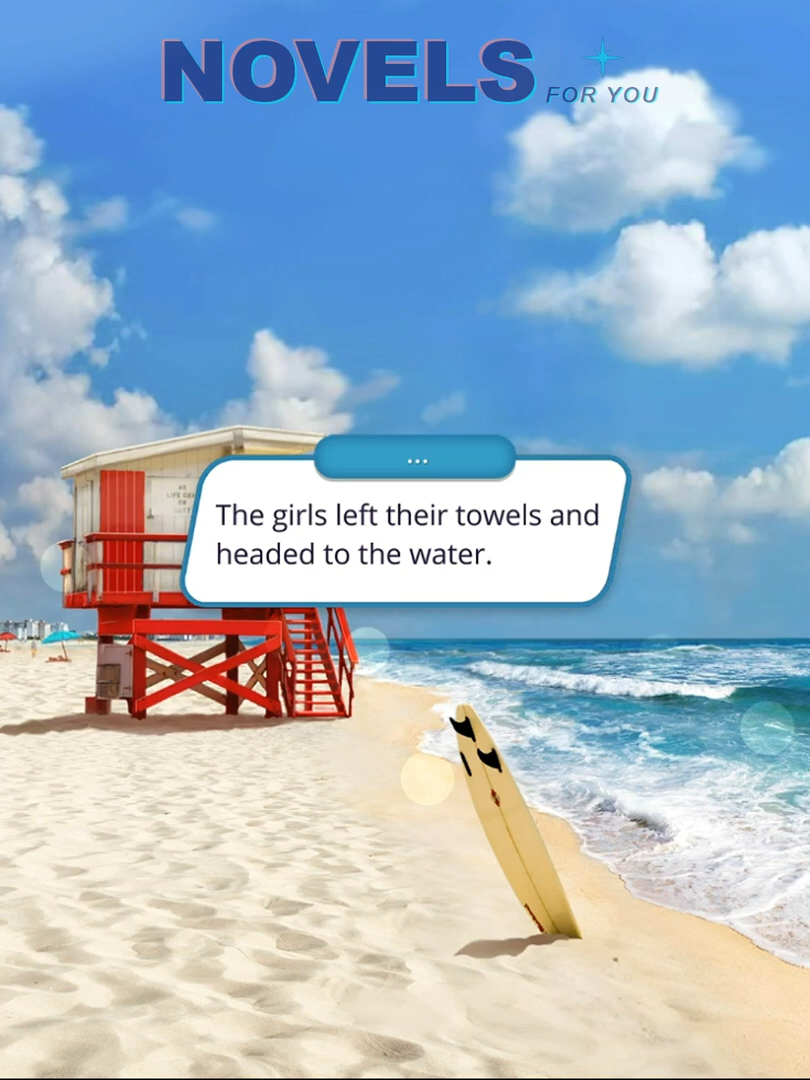 NOVELS
FOR YOU
...
The girls left their towels and
headed to the water.